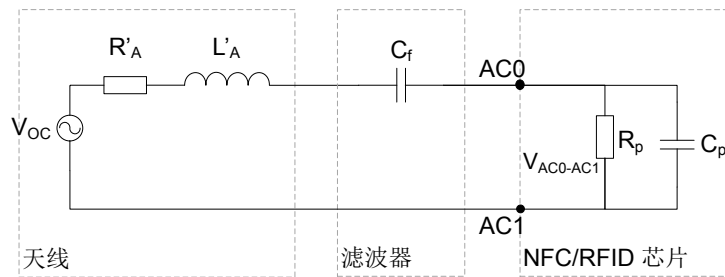 R'A
L'A
Cf
AC0
VOC
Rp
Cp
VAC0-AC1
AC1
天线
滤波器
NFC/RFID 芯片